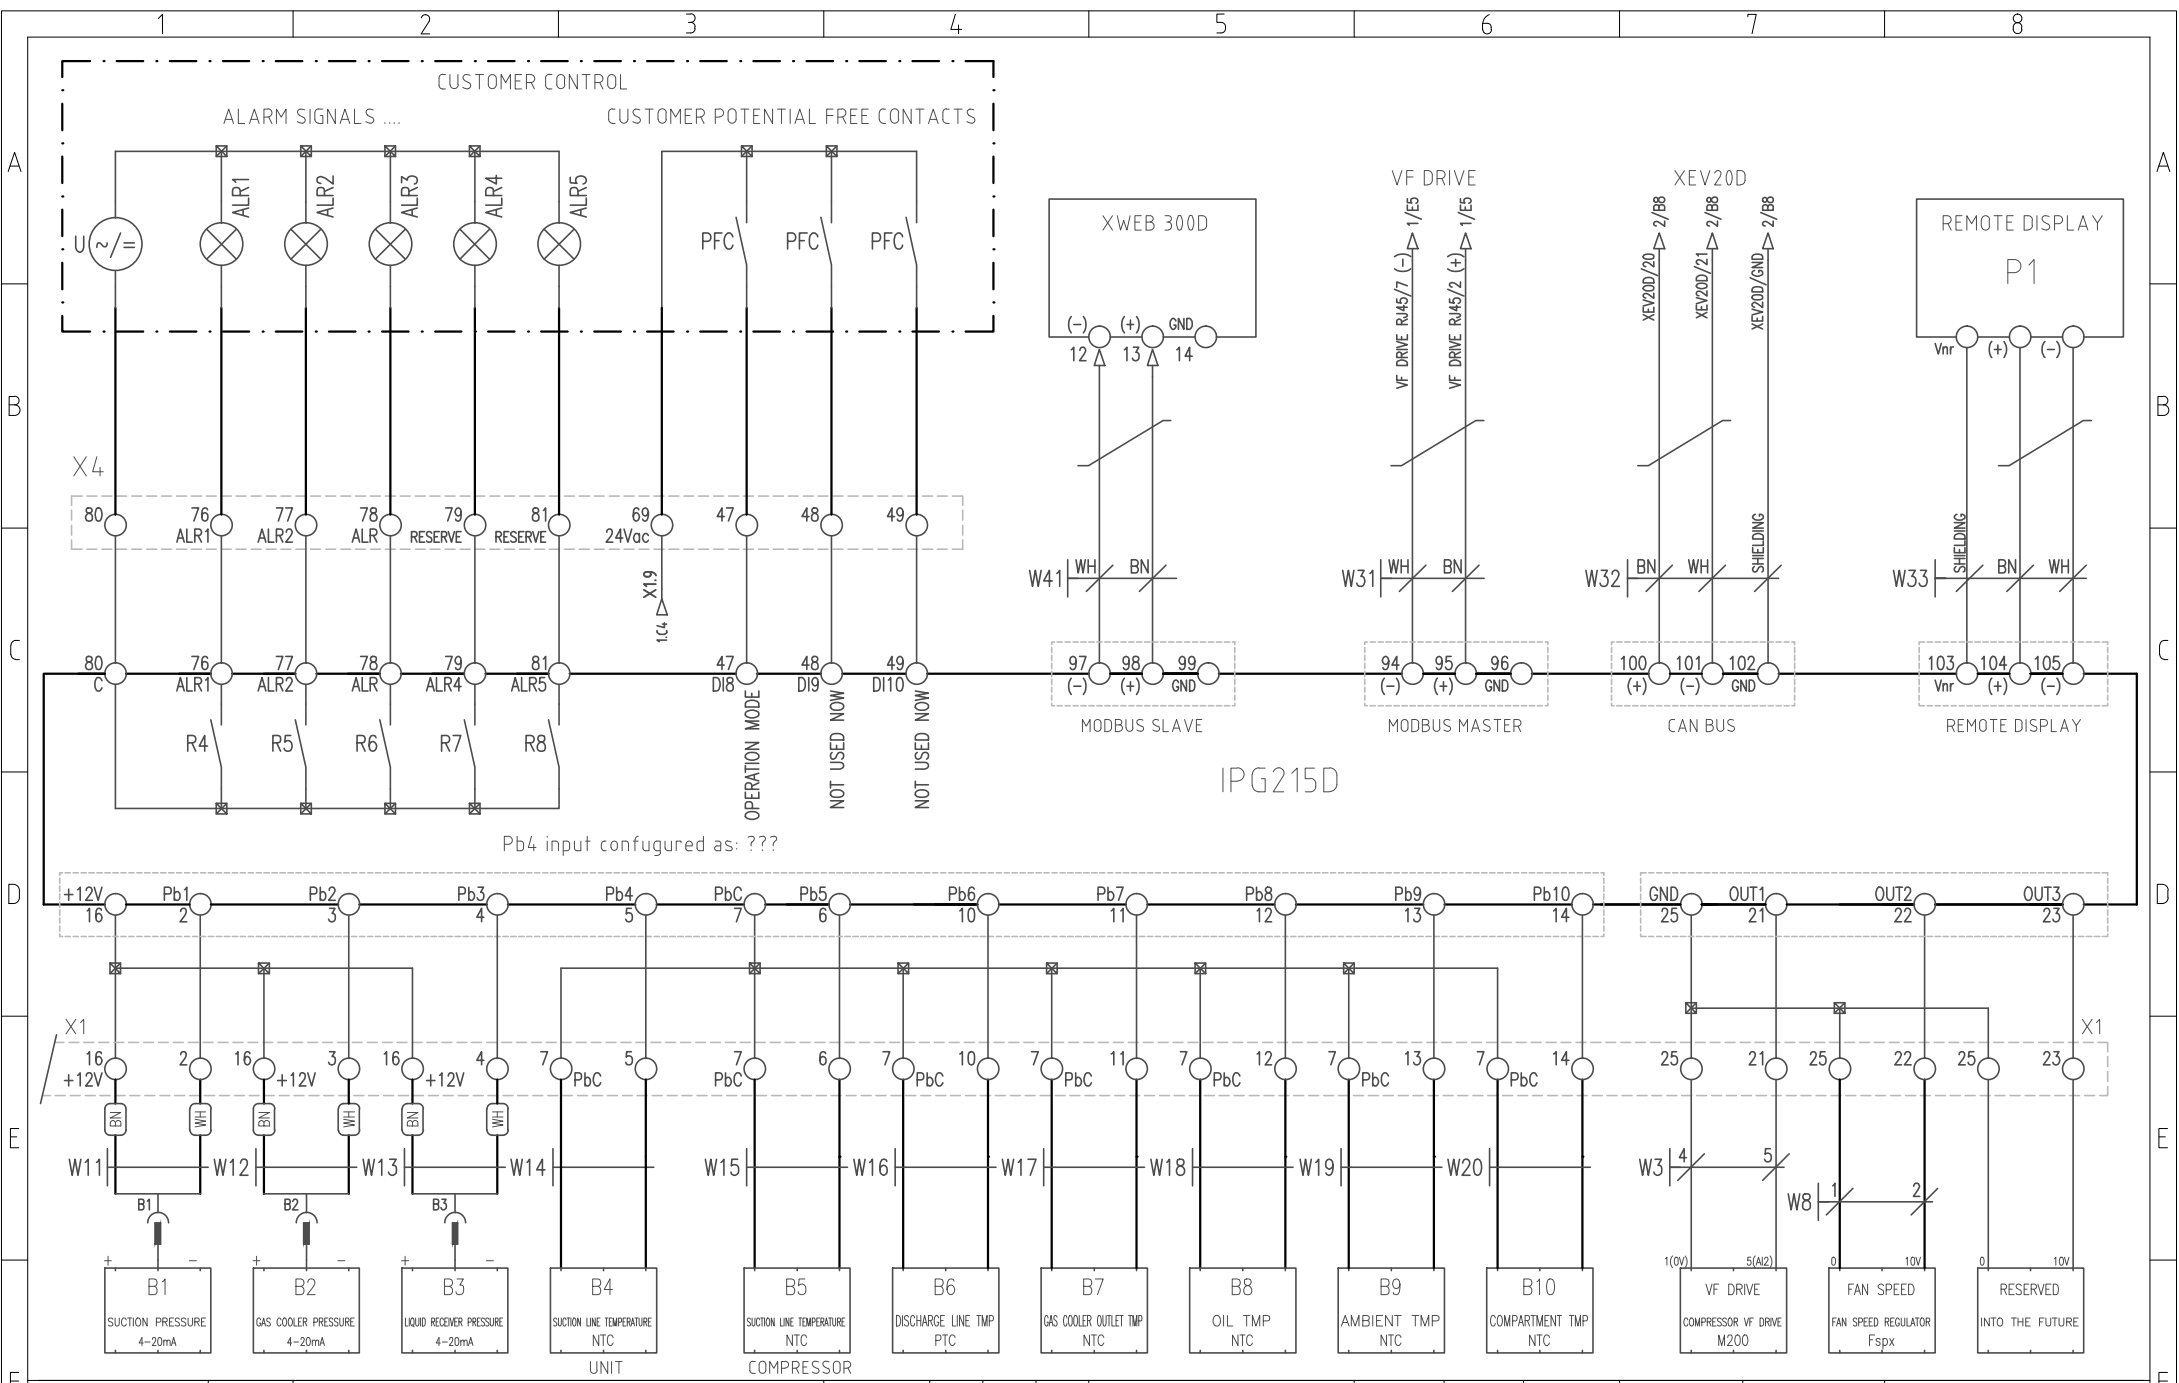 1 2 3 4 5 6 7 8
CUSTOMER CONTROL
ALARM SIGNALS .... CUSTOMER POTENTIAL FREE CONTACTS
A A
ALR1 ALR2 ALR3 ALR4 ALR5
U ~/=
PFC PFC PFC
XWEB 300D
(-) (+) GND
12 13 14
VF DRIVE
1/E5 1/E5
VF DRIVE RJ45/7 (-)
VF DRIVE RJ45/2 (+)
XEV20D
2/B8 2/B8 2/B8
XEV20D/20
XEV20D/21
XEV20D/GND
REMOTE DISPLAY
P1
Vnr (+) (-)
B B
X4
80 76 77 78 79 81 69 47 48 49
ALR1 ALR2 ALR RESERVE RESERVE 24Vac
X1.9
1.C4
W41 WH BN
W31 WH BN
W32 BN WH SHIELDING
W33 SHIELDING BN WH
C C
80 76 77 78 79 81 47 48 49 97 98 99 94 95 96 100 101 102 103 104 105
C ALR1 ALR2 ALR ALR4 ALR5 DI8 DI9 DI10 (-) (+) GND (-) (+) GND (+) (-) GND Vnr (+) (-)
MODBUS SLAVE MODBUS MASTER CAN BUS REMOTE DISPLAY
R4 R5 R6 R7 R8
OPERATION MODE
NOT USED NOW
NOT USED NOW
IPG215D
Pb4 input confugured as: ???
D D
+12V Pb1 Pb2 Pb3 Pb4 PbC Pb5 Pb6 Pb7 Pb8 Pb9 Pb10 GND OUT1 OUT2 OUT3
16 2 3 4 5 7 6 10 11 12 13 14 25 21 22 23
X1 X1
16 2 16 3 16 4 7 5 7 6 7 10 7 11 7 12 7 13 7 14 25 21 25 22 25 23
+12V +12V +12V PbC PbC PbC PbC PbC PbC PbC
BN WH BN WH BN WH
E E
W11 W12 W13 W14 W15 W16 W17 W18 W19 W20 W3 4 5
W8 1 2
B1 B2 B3
+ - + - + - 1(0V) 5(AI2) 0 10V 0 10V
B1 B2 B3 B4 B5 B6 B7 B8 B9 B10 VF DRIVE FAN SPEED RESERVED
SUCTION PRESSURE GAS COOLER PRESSURE LIQUID RECEIVER PRESSURE SUCTION LINE TEMPERATURE SUCTION LINE TEMPERATURE DISCHARGE LINE TMP GAS COOLER OUTLET TMP OIL TMP AMBIENT TMP COMPARTMENT TMP COMPRESSOR VF DRIVE FAN SPEED REGULATOR INTO THE FUTURE
4-20mA 4-20mA 4-20mA NTC NTC PTC NTC NTC NTC NTC M200 Fspx
UNIT COMPRESSOR